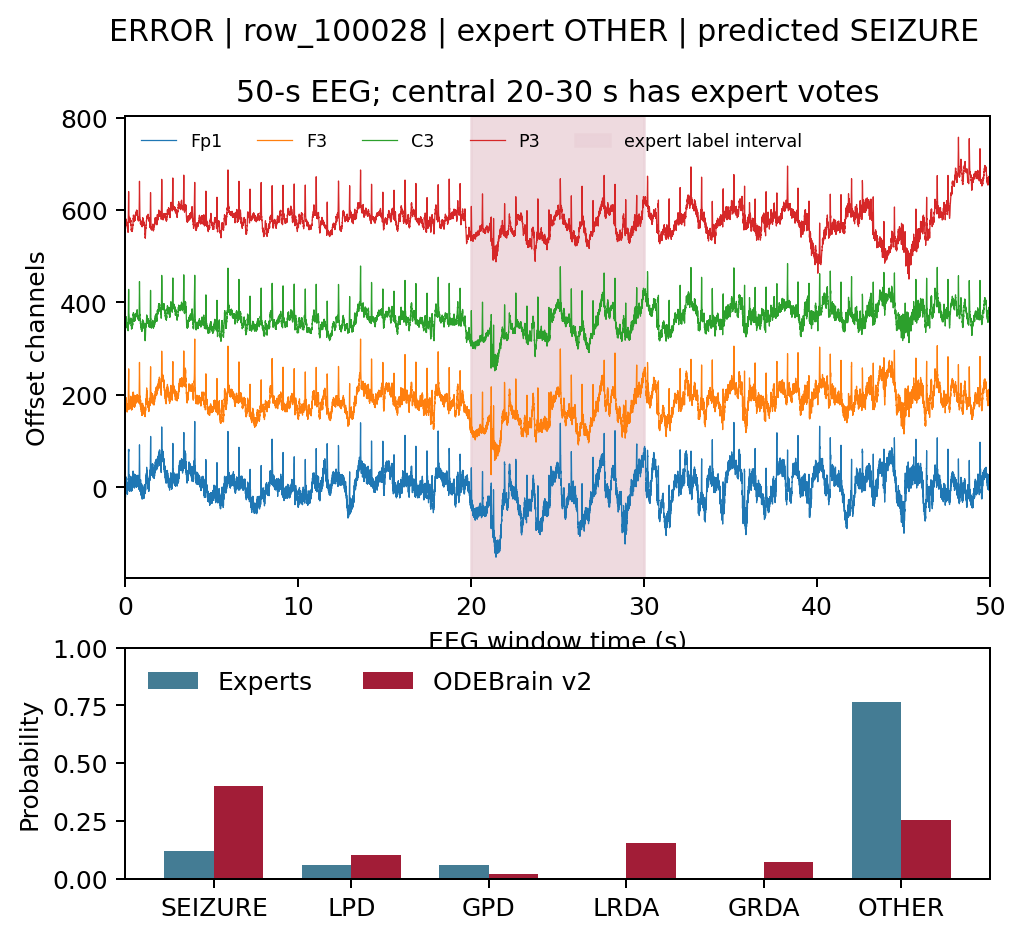 ERROR | row_100028 | expert OTHER | predicted SEIZURE
50-s EEG; central 20-30 s has expert votes
Offset channels
800
600
400
200
0
Fp1 F3 C3 P3 expert label interval
0 10 20 30 40 50
EEG window time (s)
Probability
1.00
0.75
0.50
0.25
0.00
Experts ODEBrain v2
SEIZURE LPD GPD LRDA GRDA OTHER